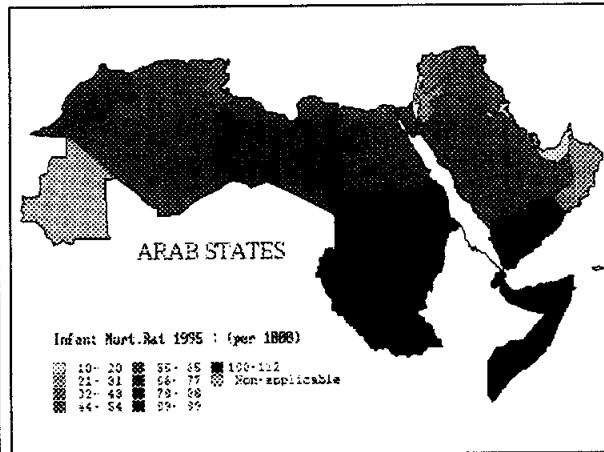 ARAB STATES
Infant Mort.Rat 1995 : (per 1000)
10- 20 55- 65 100-112
21- 31 66- 77 Non-applicable
32- 43 78- 88
44- 54 89- 99